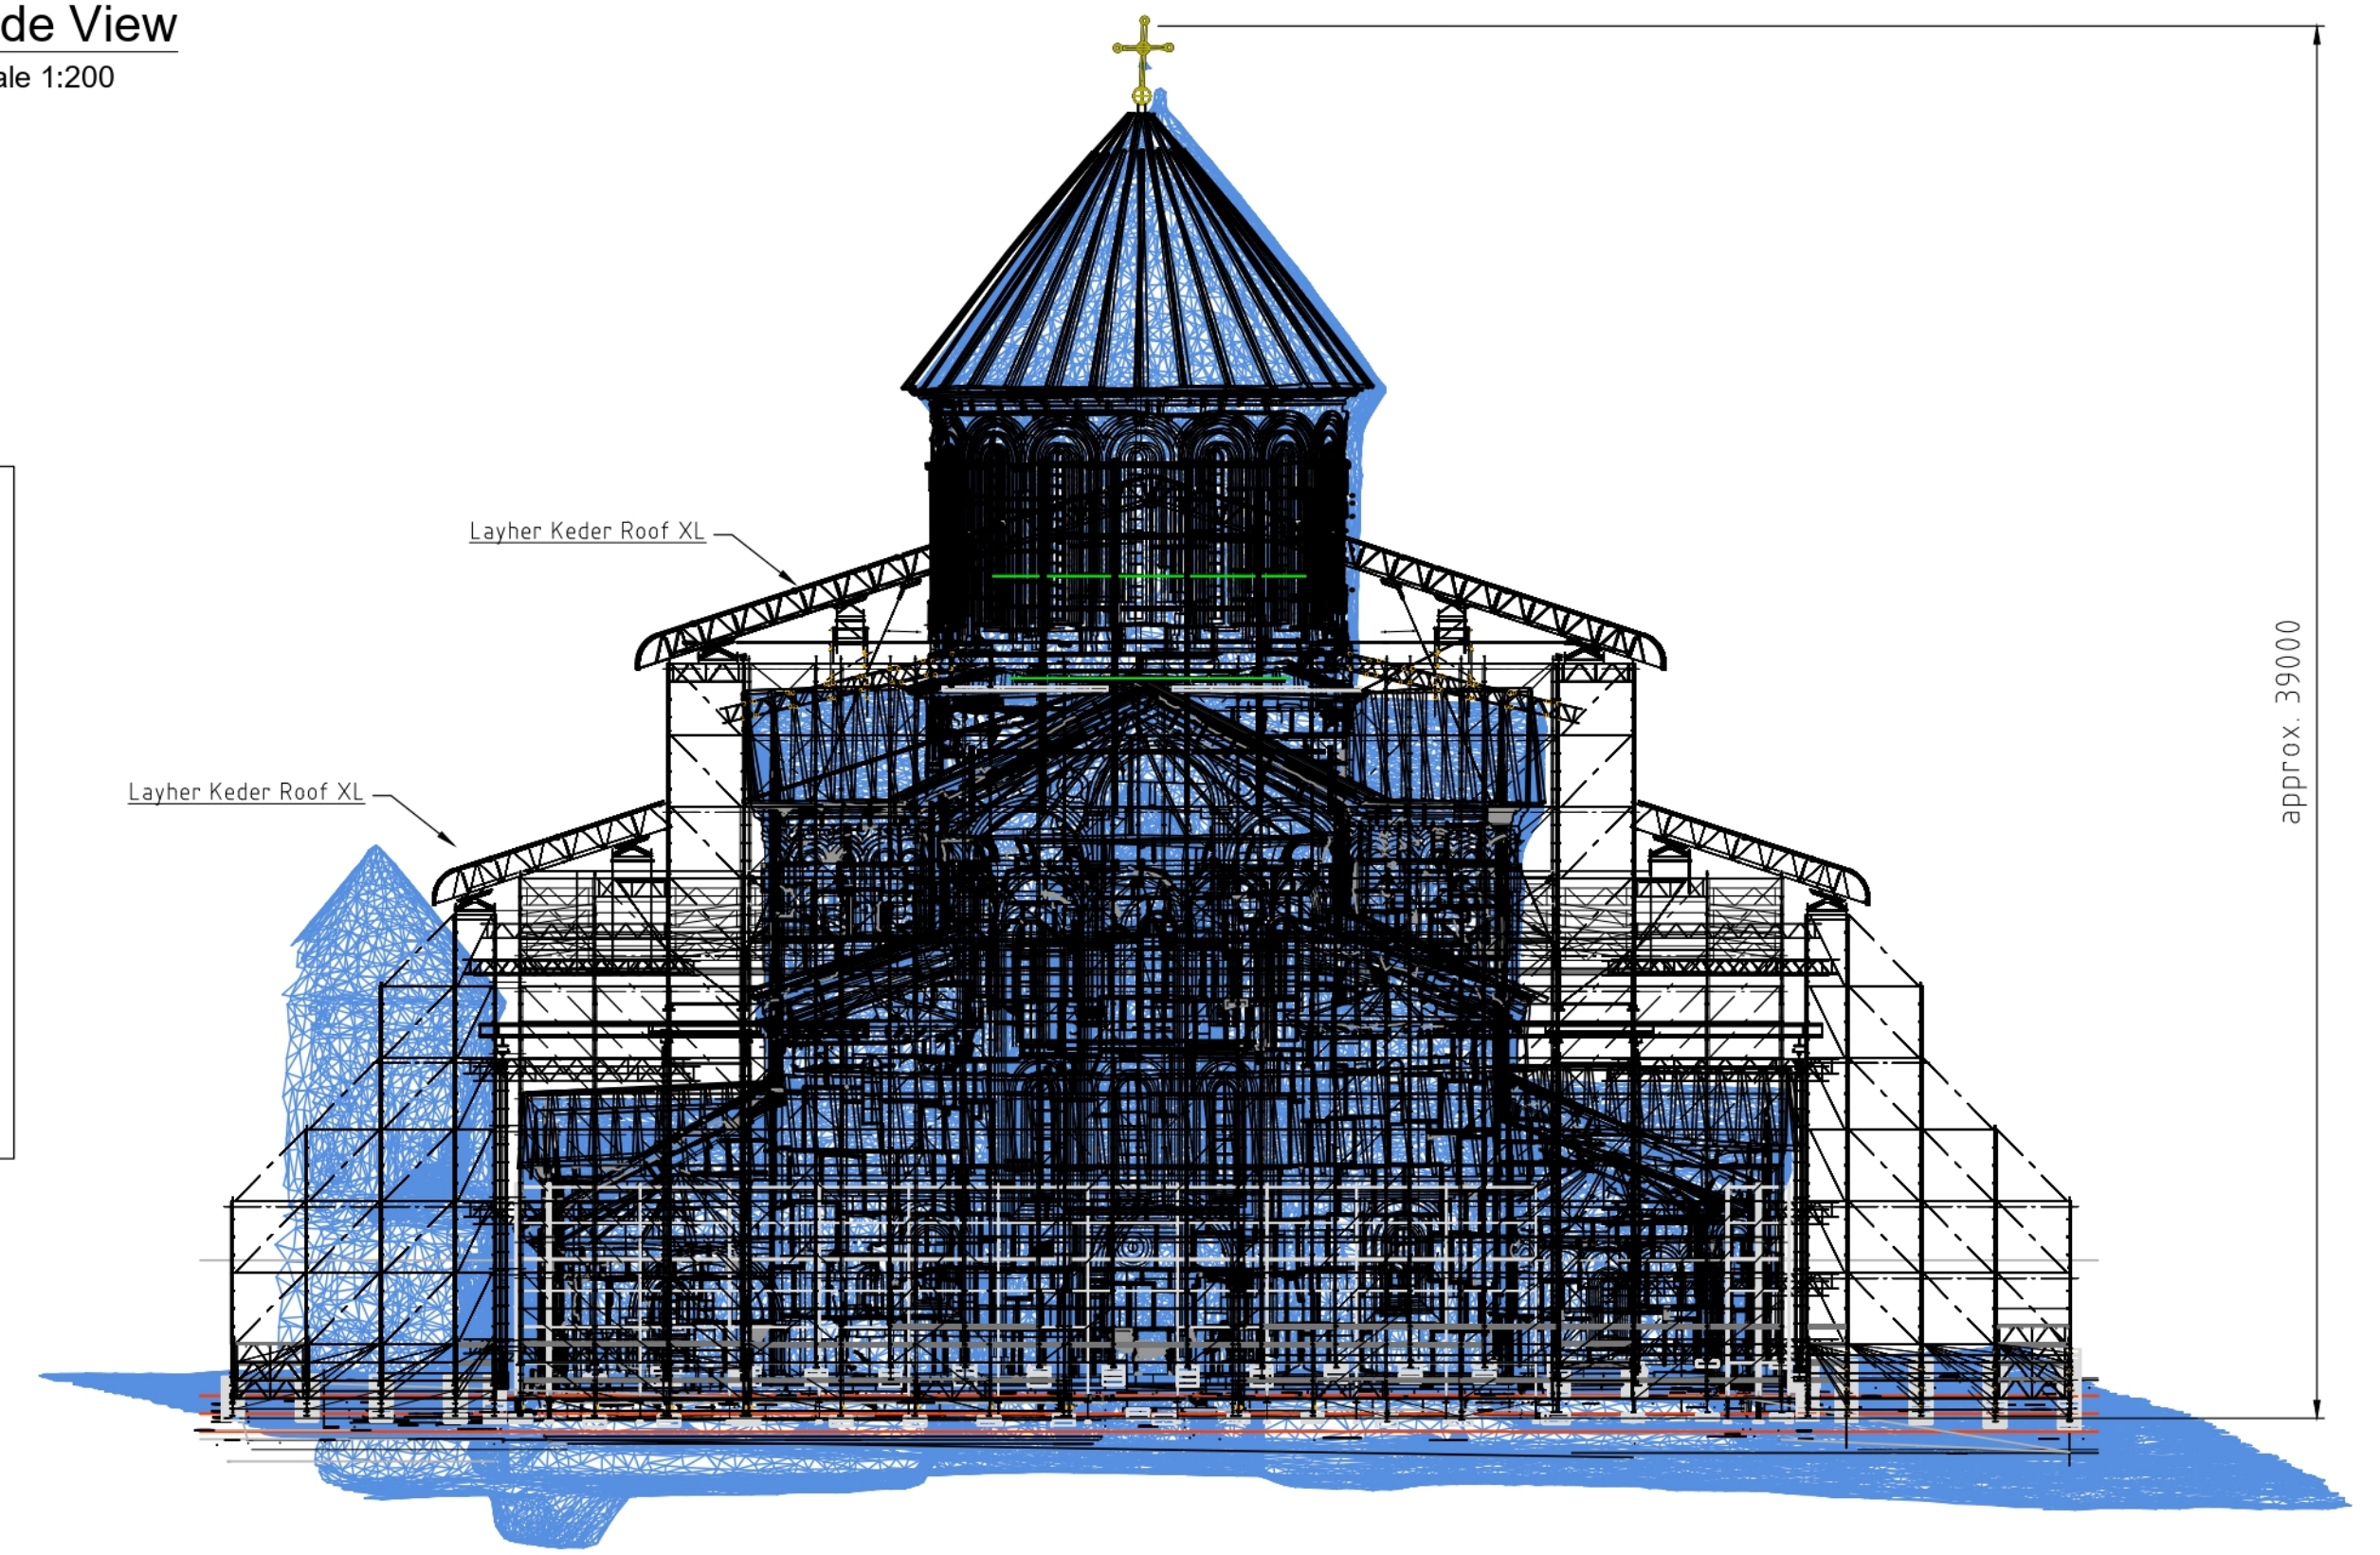 de View
ale 1:200
Layher Keder Roof XL
Layher Keder Roof XL
approx. 39000